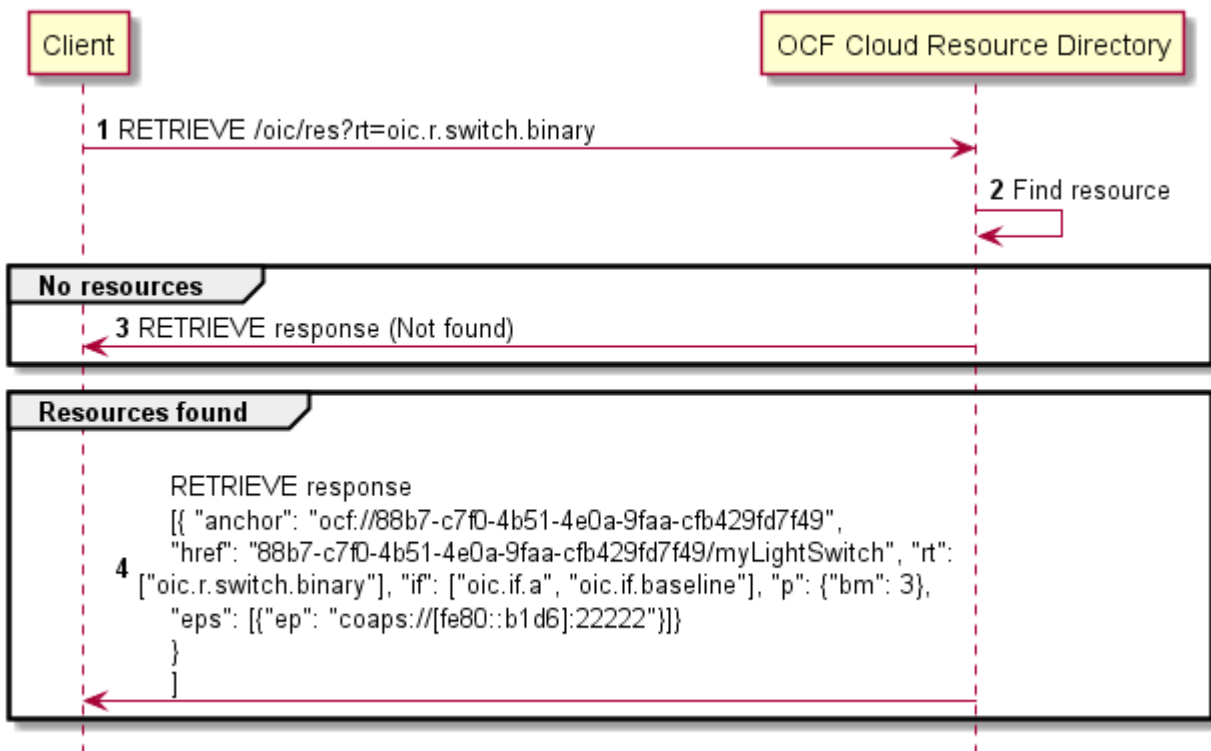 Client
OCF Cloud Resource Directory
1 RETRIEVE /oic/res?rt=oic.r.switch.binary
2 Find resource
No resources
3 RETRIEVE response (Not found)
Resources found
RETRIEVE response
[{ "anchor": "ocf://88b7-c7f0-4b51-4e0a-9faa-cfb429fd7f49",
"href": "88b7-c7f0-4b51-4e0a-9faa-cfb429fd7f49/myLightSwitch", "rt":
4 ["oic.r.switch.binary"], "if": ["oic.if.a", "oic.if.baseline"], "p": {"bm": 3},
"eps": [{"ep": "coaps://[fe80::b1d6]:22222"}]}
}
]